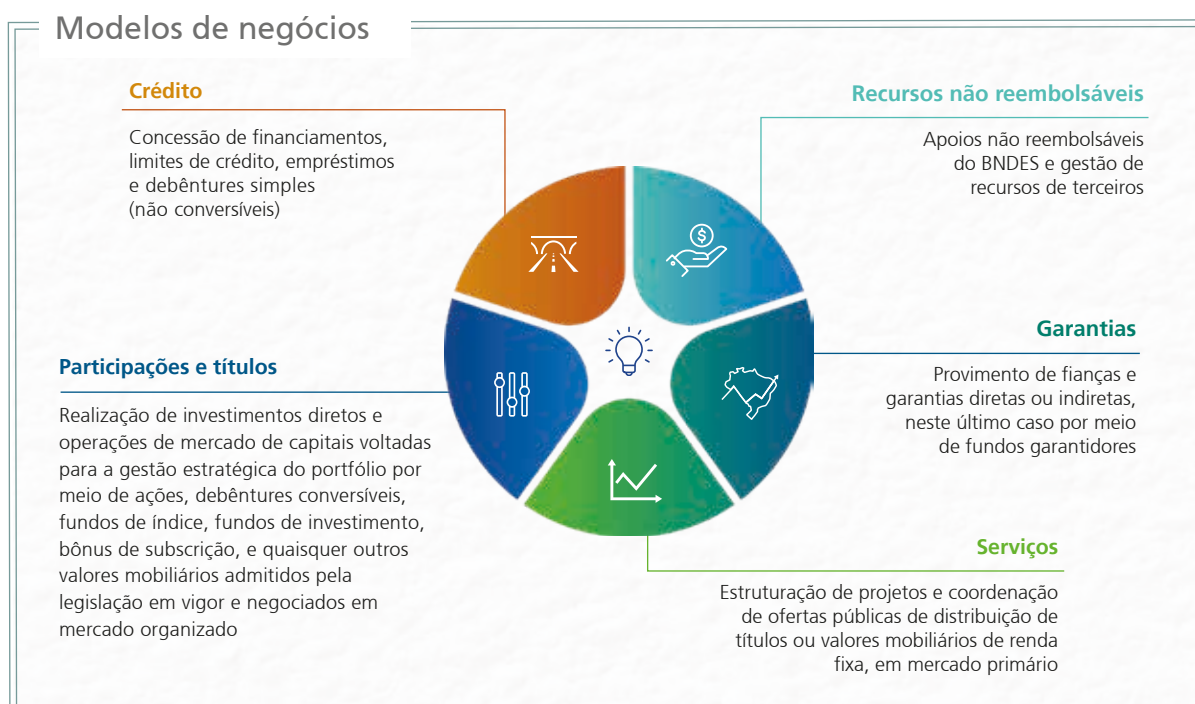 Modelos de negócios
Crédito
Concessão de financiamentos,
limites de crédito, empréstimos
e debêntures simples
(não conversíveis)
Recursos não reembolsáveis
Apoios não reembolsáveis
do BNDES e gestão de
recursos de terceiros
$
Participações e títulos
Realização de investimentos diretos e
operações de mercado de capitais voltadas
para a gestão estratégica do portfólio por
meio de ações, debêntures conversíveis,
fundos de índice, fundos de investimento,
bônus de subscrição, e quaisquer outros
valores mobiliários admitidos pela
legislação em vigor e negociados em
mercado organizado
Garantias
Provimento de fianças e
garantias diretas ou indiretas,
neste último caso por meio
de fundos garantidores
Serviços
Estruturação de projetos e coordenação
de ofertas públicas de distribuição de
títulos ou valores mobiliários de renda
fixa, em mercado primário